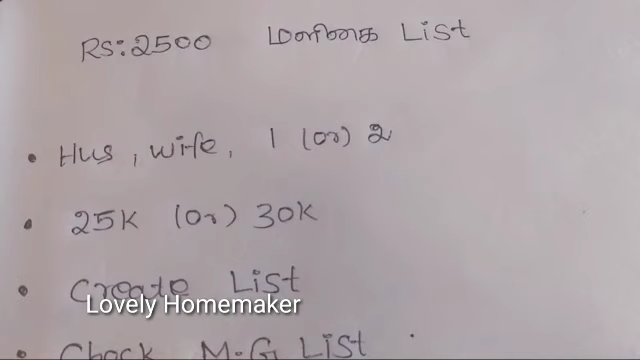 Rs: 2500 மளிகை List
• Hus, wife, 1 (or) 2
• 25K (or) 30K
• Create List
Lovely Homemaker
• Check M.G List